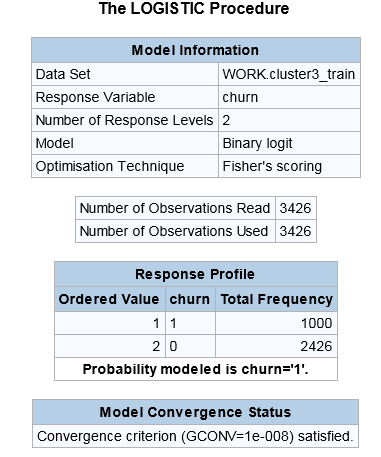 The LOGISTIC Procedure
Model Information
Data Set WORK.cluster3_train
Response Variable churn
Number of Response Levels 2
Model Binary logit
Optimisation Technique Fisher's scoring
Number of Observations Read 3426
Number of Observations Used 3426
Response Profile
Ordered Value churn Total Frequency
1 1 1000
2 0 2426
Probability modeled is churn='1'.
Model Convergence Status
Convergence criterion (GCONV=1e-008) satisfied.